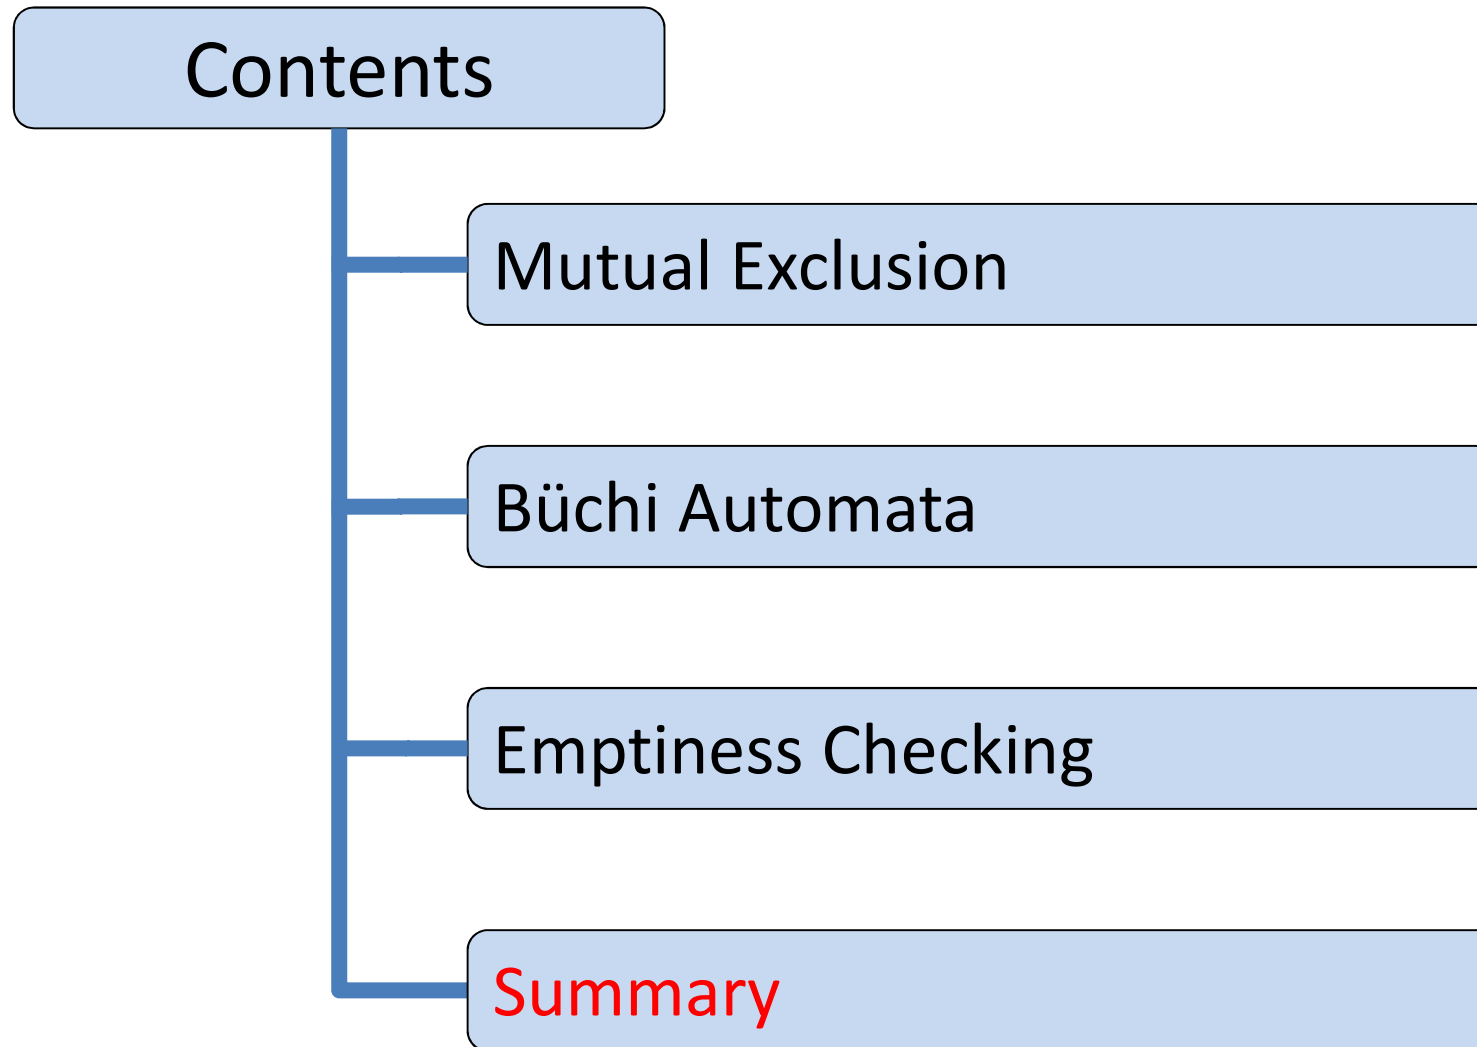 Contents
Mutual Exclusion
Büchi Automata
Emptiness Checking
Summary